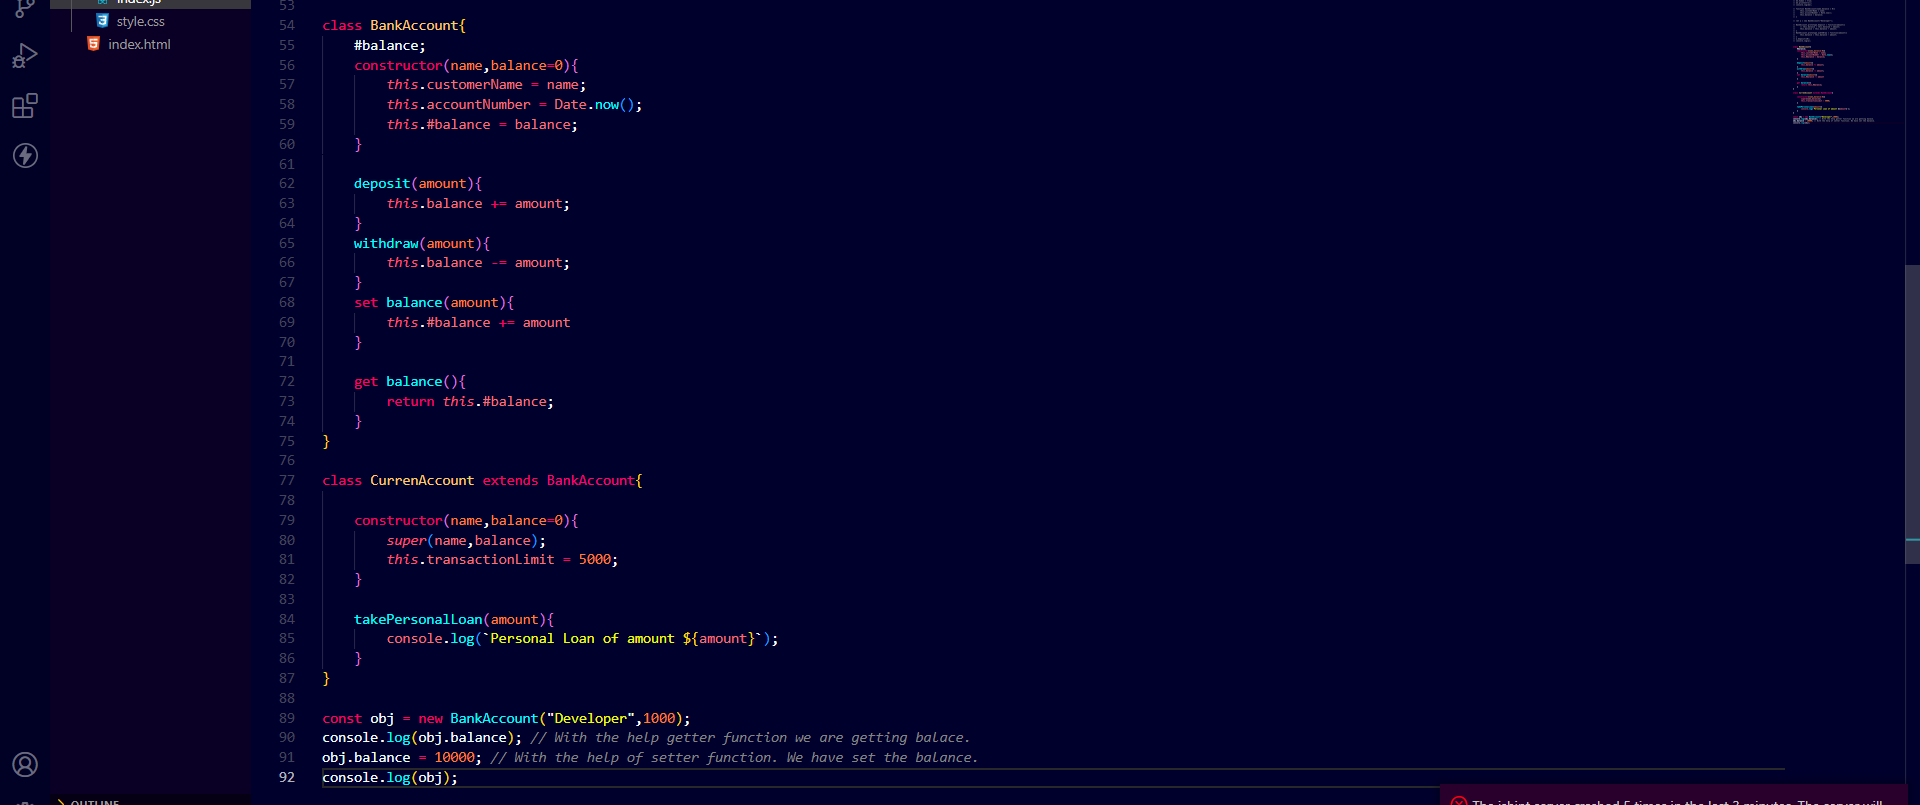 index.js
style.css
index.html
53
54 class BankAccount{
55 #balance;
56 constructor(name,balance=0){
57 this.customerName = name;
58 this.accountNumber = Date.now();
59 this.#balance = balance;
60 }
61
62 deposit(amount){
63 this.balance += amount;
64 }
65 withdraw(amount){
66 this.balance -= amount;
67 }
68 set balance(amount){
69 this.#balance += amount
70 }
71
72 get balance(){
73 return this.#balance;
74 }
75 }
76
77 class CurrenAccount extends BankAccount{
78
79 constructor(name,balance=0){
80 super(name,balance);
81 this.transactionLimit = 5000;
82 }
83
84 takePersonalLoan(amount){
85 console.log(`Personal Loan of amount ${amount}`);
86 }
87 }
88
89 const obj = new BankAccount("Developer",1000);
90 console.log(obj.balance); // With the help getter function we are getting balace.
91 obj.balance = 10000; // With the help of setter function. We have set the balance.
92 console.log(obj);
OUTLINE
The jshint server crashed 5 times in the last 3 minutes. The server will